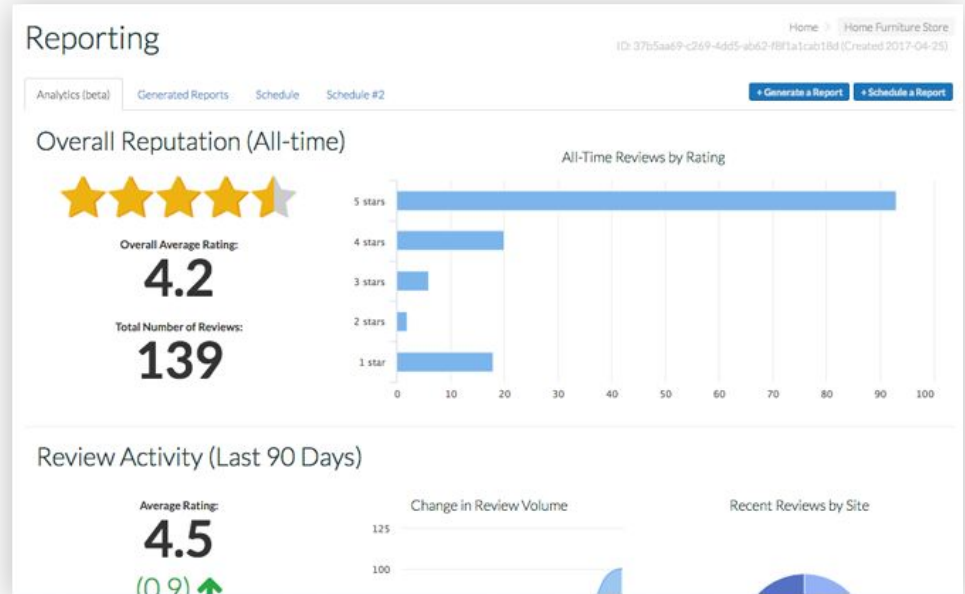 Reporting
Home > Home Furniture Store
ID: 37b5aa69-c269-4dd5-ab62-f8f1a1cab18d (Created 2017-04-25)
Analytics (beta) Generated Reports Schedule Schedule #2 + Generate a Report + Schedule a Report
Overall Reputation (All-time)
All-Time Reviews by Rating
Overall Average Rating:
4.2
Total Number of Reviews:
139
5 stars
4 stars
3 stars
2 stars
1 star
0 10 20 30 40 50 60 70 80 90 100
Review Activity (Last 90 Days)
Average Rating:
4.5
(0.9)
Change in Review Volume
125
100
Recent Reviews by Site